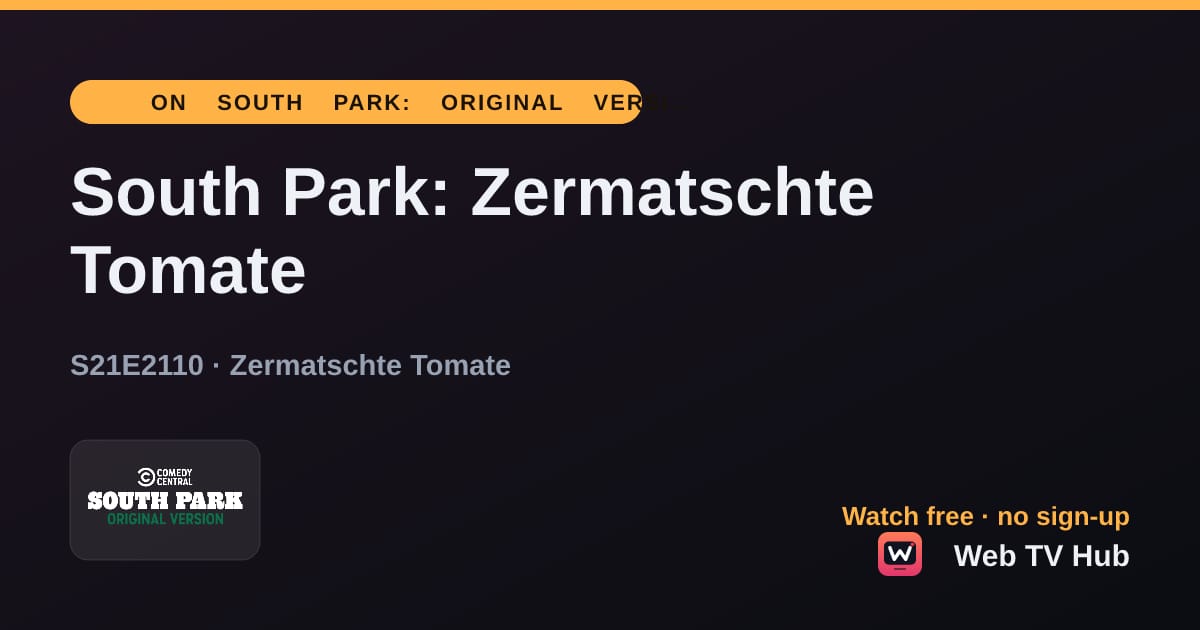 ON SOUTH PARK: ORIGINAL VER
South Park: Zermatschte
Tomate
S21E2110 · Zermatschte Tomate
COMEDY
CENTRAL
SOUTH PARK
ORIGINAL VERSION
Watch free · no sign-up
Web TV Hub